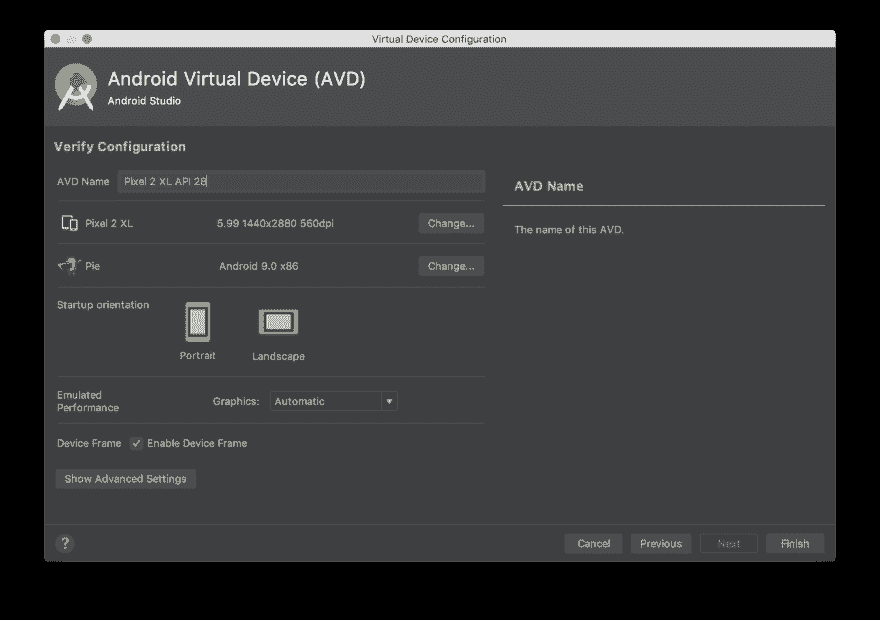 Virtual Device Configuration
Android Virtual Device (AVD)
Android Studio
Verify Configuration
AVD Name Pixel 2 XL API 28
AVD Name
The name of this AVD.
Pixel 2 XL 5.99 1440x2880 560dpi Change...
Pie Android 9.0 x86 Change...
Startup orientation
Portrait Landscape
Emulated
Performance
Graphics: Automatic
Device Frame Enable Device Frame
Show Advanced Settings
? Cancel Previous Next Finish